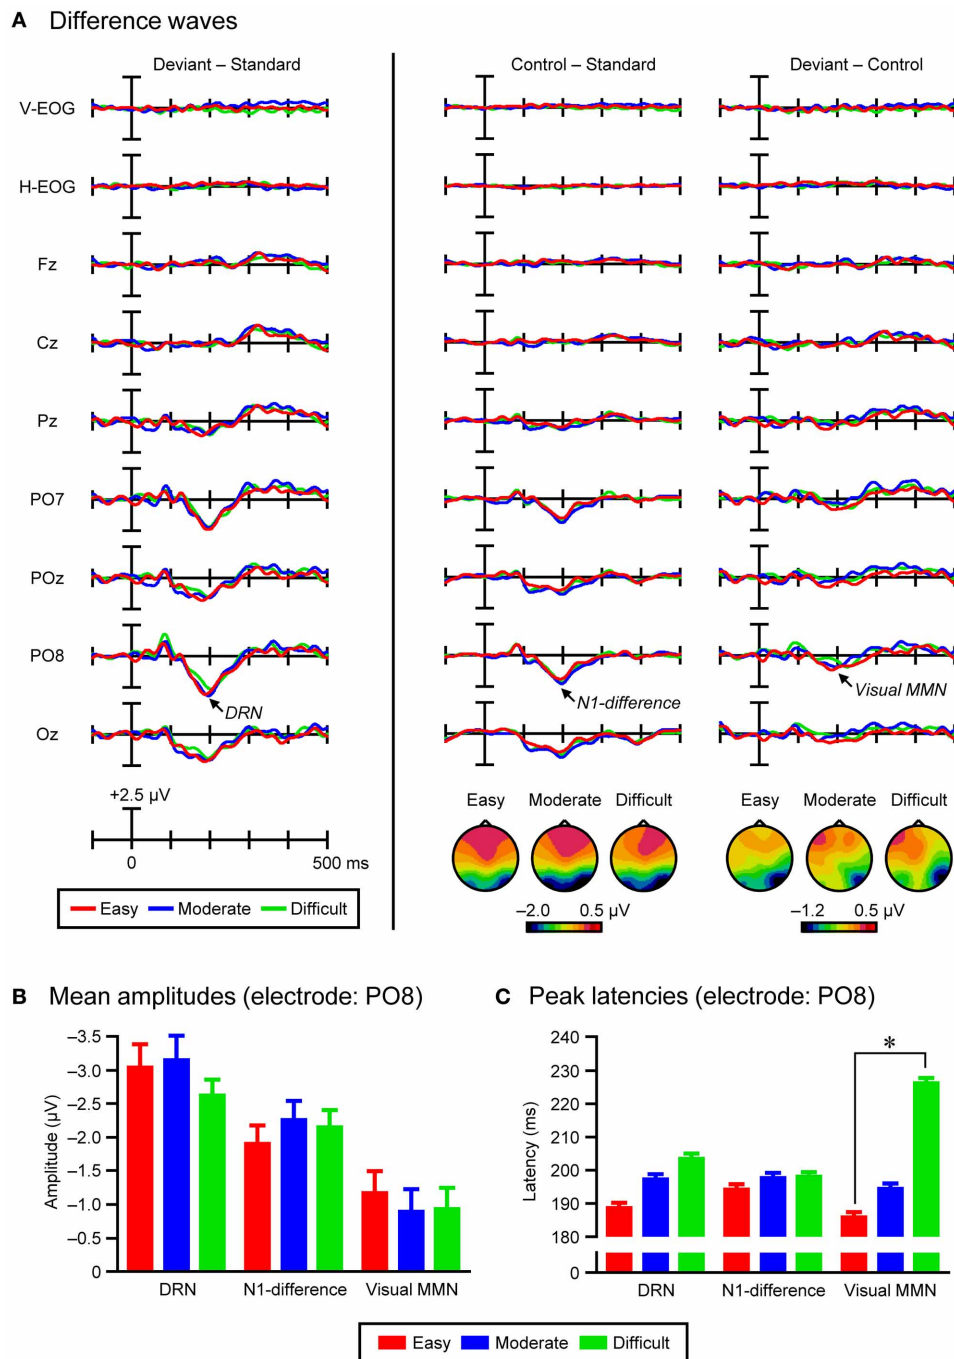 A Difference waves
Deviant – Standard
Control – Standard
Deviant – Control
V-EOG
H-EOG
Fz
Cz
Pz
PO7
POz
PO8
DRN
N1-difference
Visual MMN
Oz
+2.5 µV
0
500 ms
Easy Moderate Difficult
Easy Moderate Difficult
Easy Moderate Difficult
–2.0 0.5 µV
–1.2 0.5 µV
B Mean amplitudes (electrode: PO8)
Amplitude (µV)
–3.5
–3.0
–2.5
–2.0
–1.5
–1.0
–0.5
0
DRN N1-difference Visual MMN
C Peak latencies (electrode: PO8)
Latency (ms)
240
230
220
210
200
190
180
0
*
DRN N1-difference Visual MMN
Easy Moderate Difficult